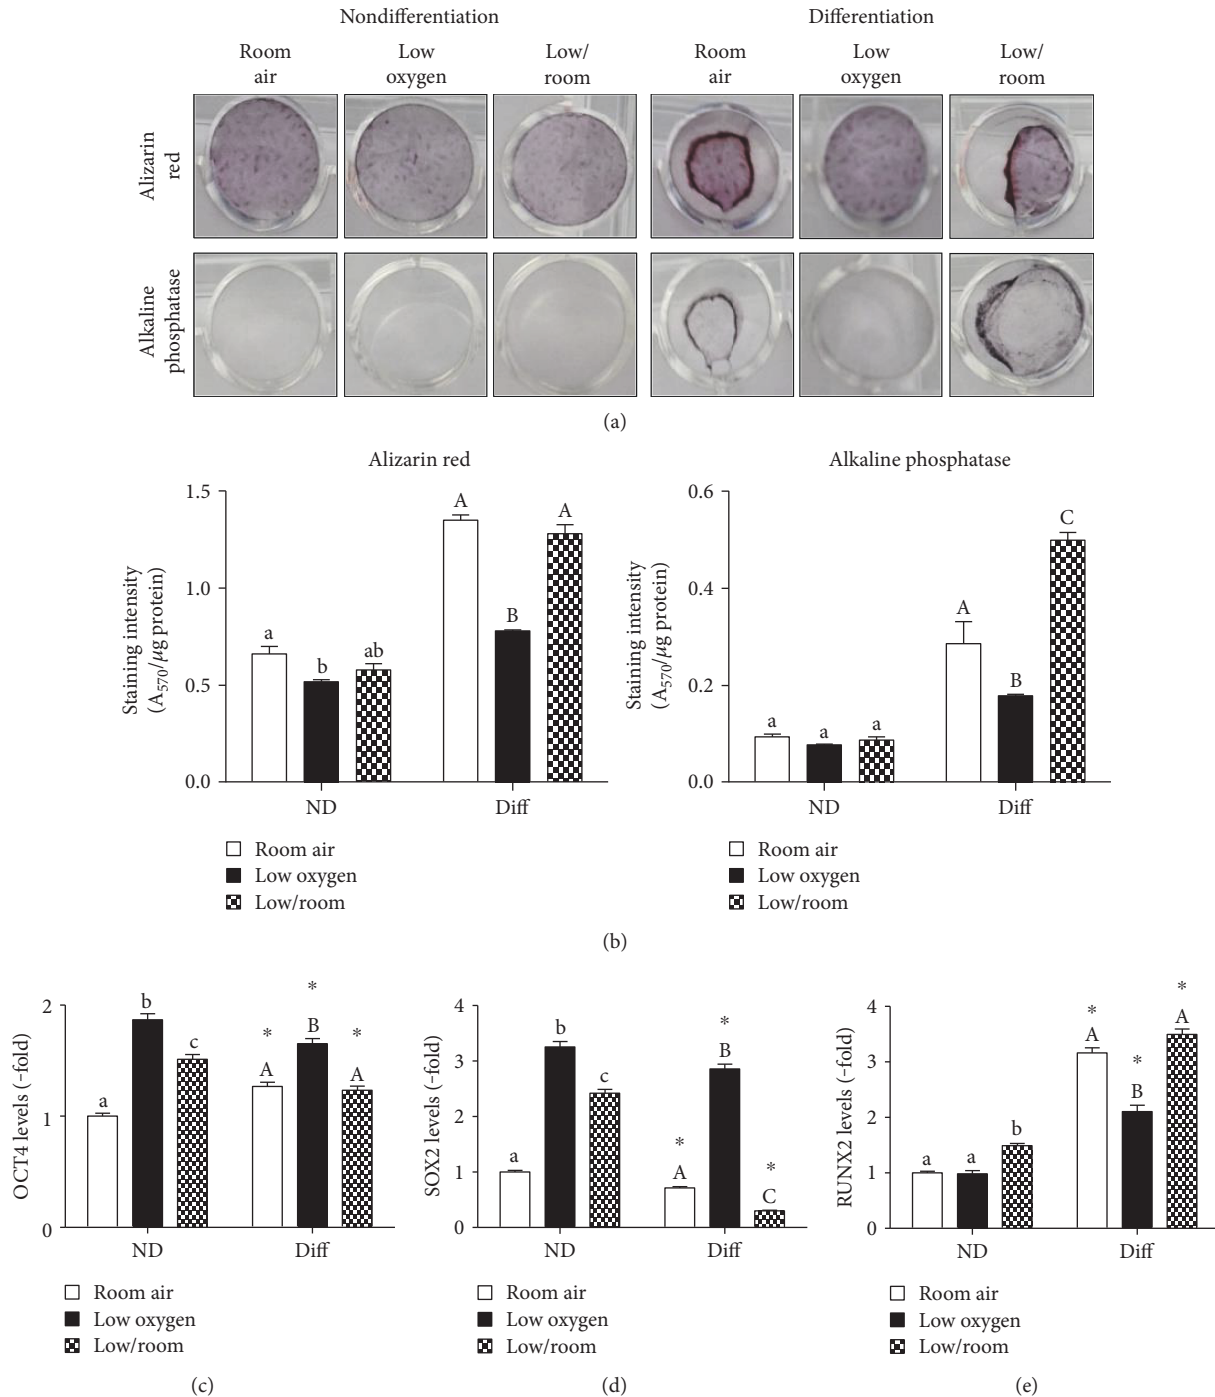 Nondifferentiation
Differentiation
Room air
Low oxygen
Low/ room
Room air
Low oxygen
Low/ room
Alizarin red
Alkaline phosphatase
(a)
Alizarin red
Staining intensity
(A570/μg protein)
1.5
1.0
0.5
0.0
a
b
ab
A
B
A
ND
Diff
Room air
Low oxygen
Low/room
Alkaline phosphatase
Staining intensity
(A570/μg protein)
0.6
0.4
0.2
0.0
a
a
a
A
B
C
ND
Diff
Room air
Low oxygen
Low/room
(b)
OCT4 levels (–fold)
2
1
0
a
b
c
*
A
*
B
*
A
ND
Diff
Room air
Low oxygen
Low/room
(c)
SOX2 levels (–fold)
4
3
2
1
0
a
b
c
*
A
*
B
*
C
ND
Diff
Room air
Low oxygen
Low/room
(d)
RUNX2 levels (–fold)
4
3
2
1
0
a
a
b
*
A
*
B
*
A
ND
Diff
Room air
Low oxygen
Low/room
(e)